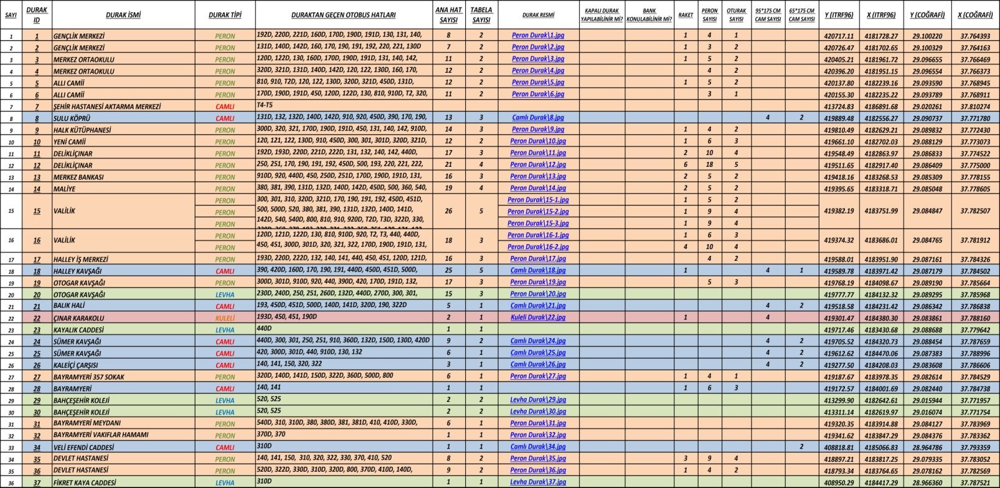 SAYI | DURAK ID | DURAK İSMİ | DURAK TİPİ | DURAKTAN GEÇEN OTOBUS HATLARI | ANA HAT SAYISI | TABELA SAYISI | DURAK RESMİ | KAPALI DURAK YAPILABİLİNİR Mİ? | BANK KONULABİLİNİR Mİ? | RAKET | PERON SAYISI | OTURAK SAYISI | 95*175 CM CAM SAYISI | 65*175 CM CAM SAYISI | Y (ITRF96) | X (ITRF96) | Y (COĞRAFİ) | X (COĞRAFİ)
1 1 GENÇLİK MERKEZİ PERON 192D, 220D, 221D, 160D, 170D, 190D, 191D, 130, 131, 140, 8 2 Peron Durak\1.jpg 1 4 1 420717.11 4181728.27 29.100220 37.764393
2 2 GENÇLİK MERKEZİ PERON 131D, 140D, 142D, 160, 170, 190, 191, 192, 220, 221, 130D 7 2 Peron Durak\2.jpg 1 3 2 420726.47 4181702.65 29.100329 37.764163
3 3 MERKEZ ORTAOKULU PERON 120D, 122D, 130, 160D, 170D, 190D, 191D, 131, 140, 142, 11 2 Peron Durak\3.jpg 1 5 2 420405.21 4181961.72 29.096655 37.766469
4 4 MERKEZ ORTAOKULU PERON 320D, 321D, 131D, 140D, 142D, 120, 122, 130D, 160, 170, 12 2 Peron Durak\4.jpg 4 2 420396.20 4181951.15 29.096554 37.766373
5 5 ALLI CAMİİ PERON 810, 910, T2D, 120, 122, 130D, 320D, 321D, 450D, 131D, 12 2 Peron Durak\5.jpg 1 5 2 420137.80 4182239.16 29.093590 37.768945
6 6 ALLI CAMİİ PERON 170D, 190D, 191D, 450, 120D, 122D, 130, 810, 910D, T2, 320, 11 2 Peron Durak\6.jpg 3 1 420155.30 4182235.22 29.093789 37.768911
7 7 ŞEHİR HASTANESİ AKTARMA MERKEZİ CAMLI T4-T5 413724.83 4186891.68 29.020261 37.810274
8 8 SULU KÖPRÜ CAMLI 131D, 132, 132D, 140D, 142D, 910, 920, 450D, 390, 170, 190, 13 3 Camlı Durak\8.jpg 4 2 419889.48 4182556.27 29.090737 37.771780
9 9 HALK KÜTÜPHANESİ PERON 300D, 320, 321, 170D, 190D, 191D, 450, 131, 140, 142, 910D, 14 3 Peron Durak\9.jpg 1 4 2 419810.49 4182629.21 29.089832 37.772430
10 10 YENİ CAMİİ PERON 120, 121, 122, 130D, 910, 450D, 300, 301, 301D, 320D, 321D, 12 2 Peron Durak\10.jpg 1 6 3 419661.10 4182702.03 29.088129 37.773073
11 11 DELİKLİÇINAR PERON 192D, 193D, 220D, 221D, 222D, 131, 132, 140, 142, 440D, 17 3 Peron Durak\11.jpg 2 10 4 419548.49 4182863.97 29.086833 37.774522
12 12 DELİKLİÇINAR PERON 250, 251, 170, 190, 191, 192, 450D, 500, 193, 220, 221, 222, 21 4 Peron Durak\12.jpg 6 18 5 419511.65 4182917.40 29.086409 37.775000
13 13 MERKEZ BANKASI PERON 910D, 920, 440D, 450, 250D, 251D, 170D, 190D, 191D, 131, 16 3 Peron Durak\13.jpg 2 5 2 419418.16 4183268.53 29.085309 37.778155
14 14 MALİYE PERON 380, 381, 390, 131D, 132D, 140D, 142D, 450D, 500, 360, 540, 19 4 Peron Durak\14.jpg 2 5 2 419395.65 4183318.71 29.085048 37.778605
15 15 VALİLİK PERON 300, 301, 310, 320D, 321D, 170, 190, 191, 192, 450D, 451D, 26 5 Peron Durak\15-1.jpg 1 5 2 419382.19 4183751.99 29.084847 37.782507
PERON 500, 500D, 520, 380, 381, 390, 131D, 132D, 140D, 141D, Peron Durak\15-2.jpg 1 9 4
PERON 142D, 540, 540D, 800, 810, 910, 920D, T2D, T3D, 322D, 330, Peron Durak\15-3.jpg 1 9 4
16 16 VALİLİK PERON 120D, 121D, 122D, 130, 810, 910D, 920, T2, T3, 440, 440D, 18 3 Peron Durak\16-1.jpg 1 6 3 419374.32 4183686.01 29.084765 37.781912
PERON 450, 451, 300D, 301D, 320, 321, 322, 170D, 190D, 191D, 131, Peron Durak\16-2.jpg 4 10 4
17 17 HALLEY İŞ MERKEZİ PERON 193D, 220D, 222D, 132, 140, 141, 440, 450, 451, 120D, 121D, 16 3 Peron Durak\17.jpg 4 2 419588.01 4183951.90 29.087161 37.784326
18 18 HALLEY KAVŞAĞI CAMLI 390, 420D, 160D, 170, 190, 191, 440D, 450D, 451D, 500D, 25 5 Camlı Durak\18.jpg 1 4 1 419589.78 4183971.42 29.087179 37.784502
19 19 OTOGAR KAVŞAĞI PERON 300D, 301D, 910D, 920, 440, 390D, 420, 170D, 191D, 132, 17 3 Peron Durak\19.jpg 5 3 419768.19 4184098.67 29.089190 37.785664
20 20 OTOGAR KAVŞAĞI LEVHA 230D, 240D, 250, 251, 260D, 132D, 440D, 270D, 300, 301, 15 3 Peron Durak\20.jpg 419777.77 4184132.32 29.089295 37.785968
21 21 BALIK HALİ CAMLI 193, 450D, 451D, 500D, 140D, 141D, 320D, 190, 322D 5 1 Camlı Durak\21.jpg 4 2 419518.58 4184231.42 29.086342 37.786838
22 22 ÇINAR KARAKOLU KULELİ 193D, 450, 451, 190D 2 1 Kuleli Durak\22.jpg 1 4 419301.47 4184380.30 29.083861 37.788160
23 23 KAYALIK CADDESİ LEVHA 440D 1 1 419717.46 4183430.68 29.088688 37.779642
24 24 SÜMER KAVŞAĞI CAMLI 440D, 300, 301, 250, 251, 910, 360D, 132D, 150D, 130D, 420D 9 2 Camlı Durak\24.jpg 4 2 419705.52 4184320.73 29.088454 37.787659
25 25 SÜMER KAVŞAĞI CAMLI 420, 300D, 301D, 440, 910D, 130, 132 6 1 Camlı Durak\25.jpg 4 2 419612.62 4184470.06 29.087383 37.788996
26 26 KALEİÇİ ÇARŞISI CAMLI 140, 141, 150, 320, 322 3 1 Camlı Durak\26.jpg 4 2 419277.50 4184208.03 29.083608 37.786606
27 27 BAYRAMYERİ 357 SOKAK PERON 320D, 140D, 141D, 150D, 322D, 360D, 500D, 800 6 1 Peron Durak\27.jpg 1 4 1 419187.67 4183978.35 29.082614 37.784529
28 28 BAYRAMYERİ CAMLI 140, 141 1 1 1 6 3 419172.57 4184001.69 29.082440 37.784738
29 29 BAHÇEŞEHİR KOLEJİ LEVHA 520, 525 2 2 Levha Durak\29.jpg 413299.90 4182642.61 29.015944 37.771957
30 30 BAHÇEŞEHİR KOLEJİ LEVHA 520, 525 2 2 Levha Durak\30.jpg 413311.14 4182619.97 29.016074 37.771754
31 31 BAYRAMYERİ MEYDANI PERON 540D, 310, 310D, 380, 380D, 381, 381D, 410, 410D, 330D, 6 1 Peron Durak\31.jpg 419320.35 4183914.88 29.084127 37.783969
32 32 BAYRAMYERİ VAKIFLAR HAMAMI PERON 370D, 370 1 1 Peron Durak\32.jpg 419341.62 4183847.29 29.084376 37.783362
33 34 VELİ EFENDİ CADDESİ CAMLI 310D 1 1 Camlı Durak\34.jpg 2 408818.81 4185066.83 28.964786 37.793359
34 35 DEVLET HASTANESİ PERON 140, 141, 150, 310, 320, 322, 330, 370, 410, 520 8 2 Peron Durak\35.jpg 3 9 4 418897.21 4183817.25 29.079335 37.783052
35 36 DEVLET HASTANESİ PERON 520D, 322D, 330D, 310D, 320D, 800, 370D, 410D, 140D, 9 2 Peron Durak\36.jpg 1 4 2 418793.34 4183764.65 29.078162 37.782569
36 37 FİKRET KAYA CADDESİ LEVHA 310D 1 1 Levha Durak\37.jpg 408950.29 4184417.29 28.966360 37.787521